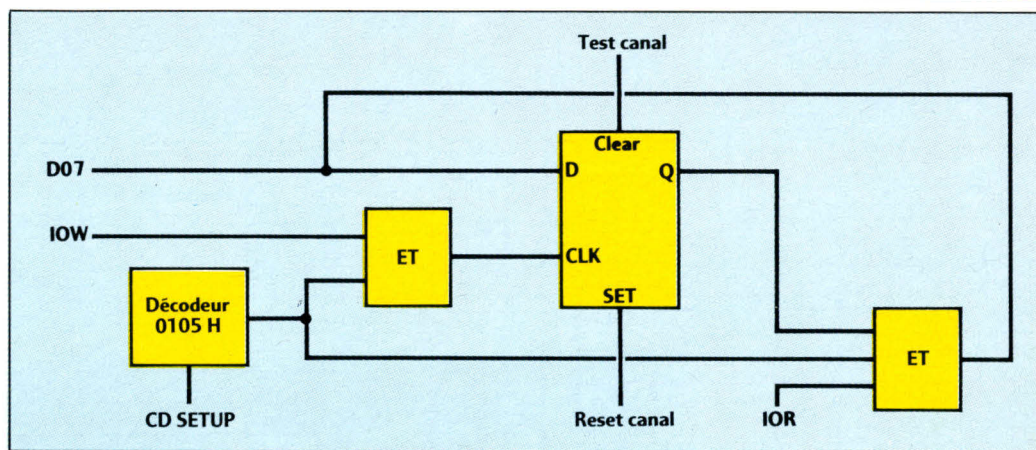 Test canal
Clear
D07
D
Q
IOW
ET
CLK
Décodeur
0105 H
SET
ET
CD SETUP
Reset canal
IOR